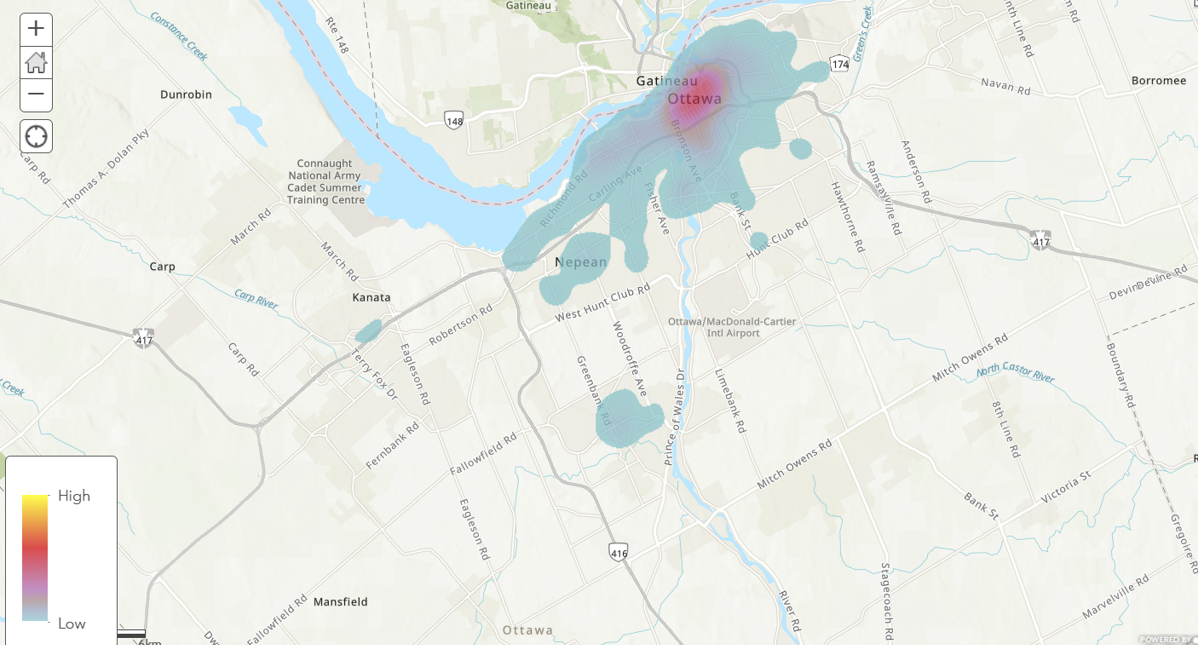 Gatineau
Constance Creek
Rte 148
Green's Creek
174
Gatineau
Ottawa
Navan Rd
Borromee
Dunrobin
148
Thomas A. Dolan Pky
Carp Rd
Connaught
National Army
Cadet Summer
Training Centre
Bronson Ave
Anderson Rd
Ramsayville Rd
Hawthorne Rd
Richmond Rd
Carling Ave
Fisher Ave
Bank St
March Rd
March Rd
Hunt Club Rd
417
Carp
Nepean
Kanata
Carp River
West Hunt Club Rd
Devine Rd
417
Robertson Rd
Ottawa/MacDonald-Cartier
Intl Airport
Carp Rd
Terry Fox Dr
Eagleson Rd
Woodroffe Ave
Greenbank Rd
Prince of Wales Dr
Limebank Rd
Mitch Owens Rd
North Castor River
Boundary Rd
Creek
8th Line Rd
Fernbank Rd
Fallowfield Rd
Mitch Owens Rd
Victoria St
Bank St
High
Eagleson Rd
416
Gregoire Rd
Stagecoach Rd
Marvelville Rd
River Rd
Mansfield
Fallowfield Rd
Low
Ottawa
6km
POWERED BY